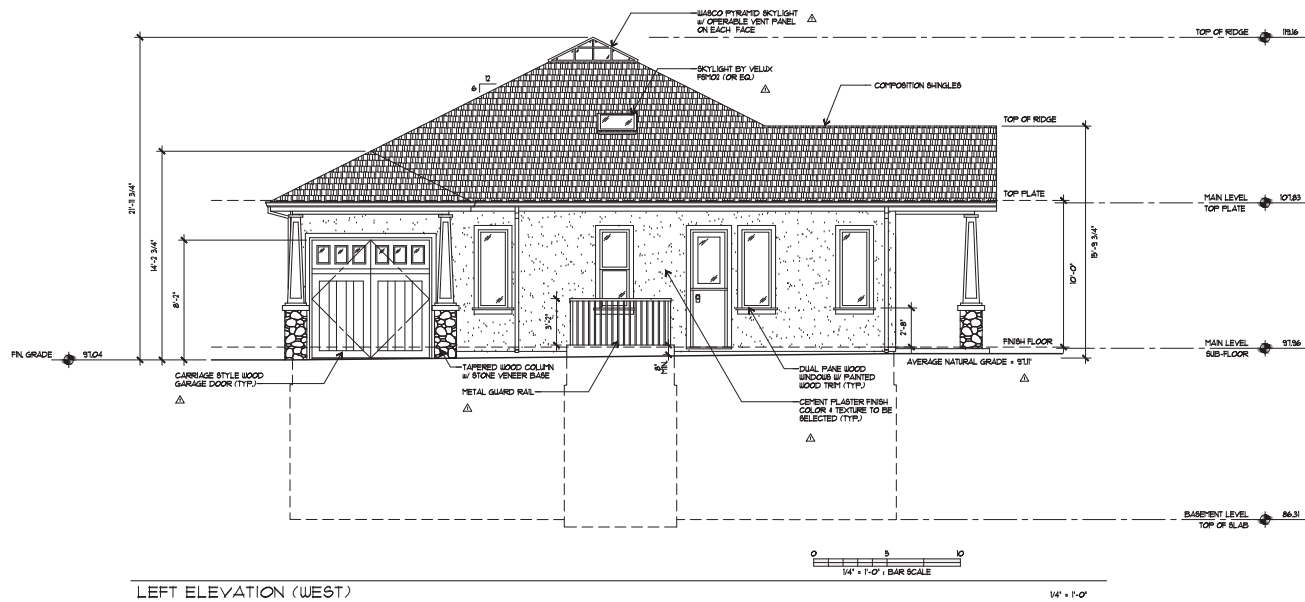 WASCO PYRAMID SKYLIGHT
W/ OPERABLE VENT PANEL
ON EACH FACE
1
TOP OF RIDGE 119.16
SKYLIGHT BY VELUX
(OR EQ.)
1
12
6
COMPOSITION SHINGLES
TOP OF RIDGE
21'-11 3/4"
14'-2 3/4"
8'-2"
TOP PLATE
MAIN LEVEL 107.83
TOP PLATE
15'-9 3/4"
10'-0"
3'-2"
2'-8"
FIN. GRADE 97.04
FINISH FLOOR
MAIN LEVEL 97.96
SUB-FLOOR
AVERAGE NATURAL GRADE = 97.11'
1
CARRIAGE STYLE WOOD
GARAGE DOOR (TYP.)
1
TAPERED WOOD COLUMN
W/ STONE VENEER BASE
METAL GUARD RAIL
1
MIN.
DUAL PANE WOOD
WINDOWS W/ PAINTED
WOOD TRIM (TYP.)
CEMENT PLASTER FINISH
COLOR & TEXTURE TO BE
SELECTED (TYP.)
1
BASEMENT LEVEL 86.31
TOP OF SLAB
0 5 10
1/4" = 1'-0" : BAR SCALE
LEFT ELEVATION (WEST)
1/4" = 1'-0"